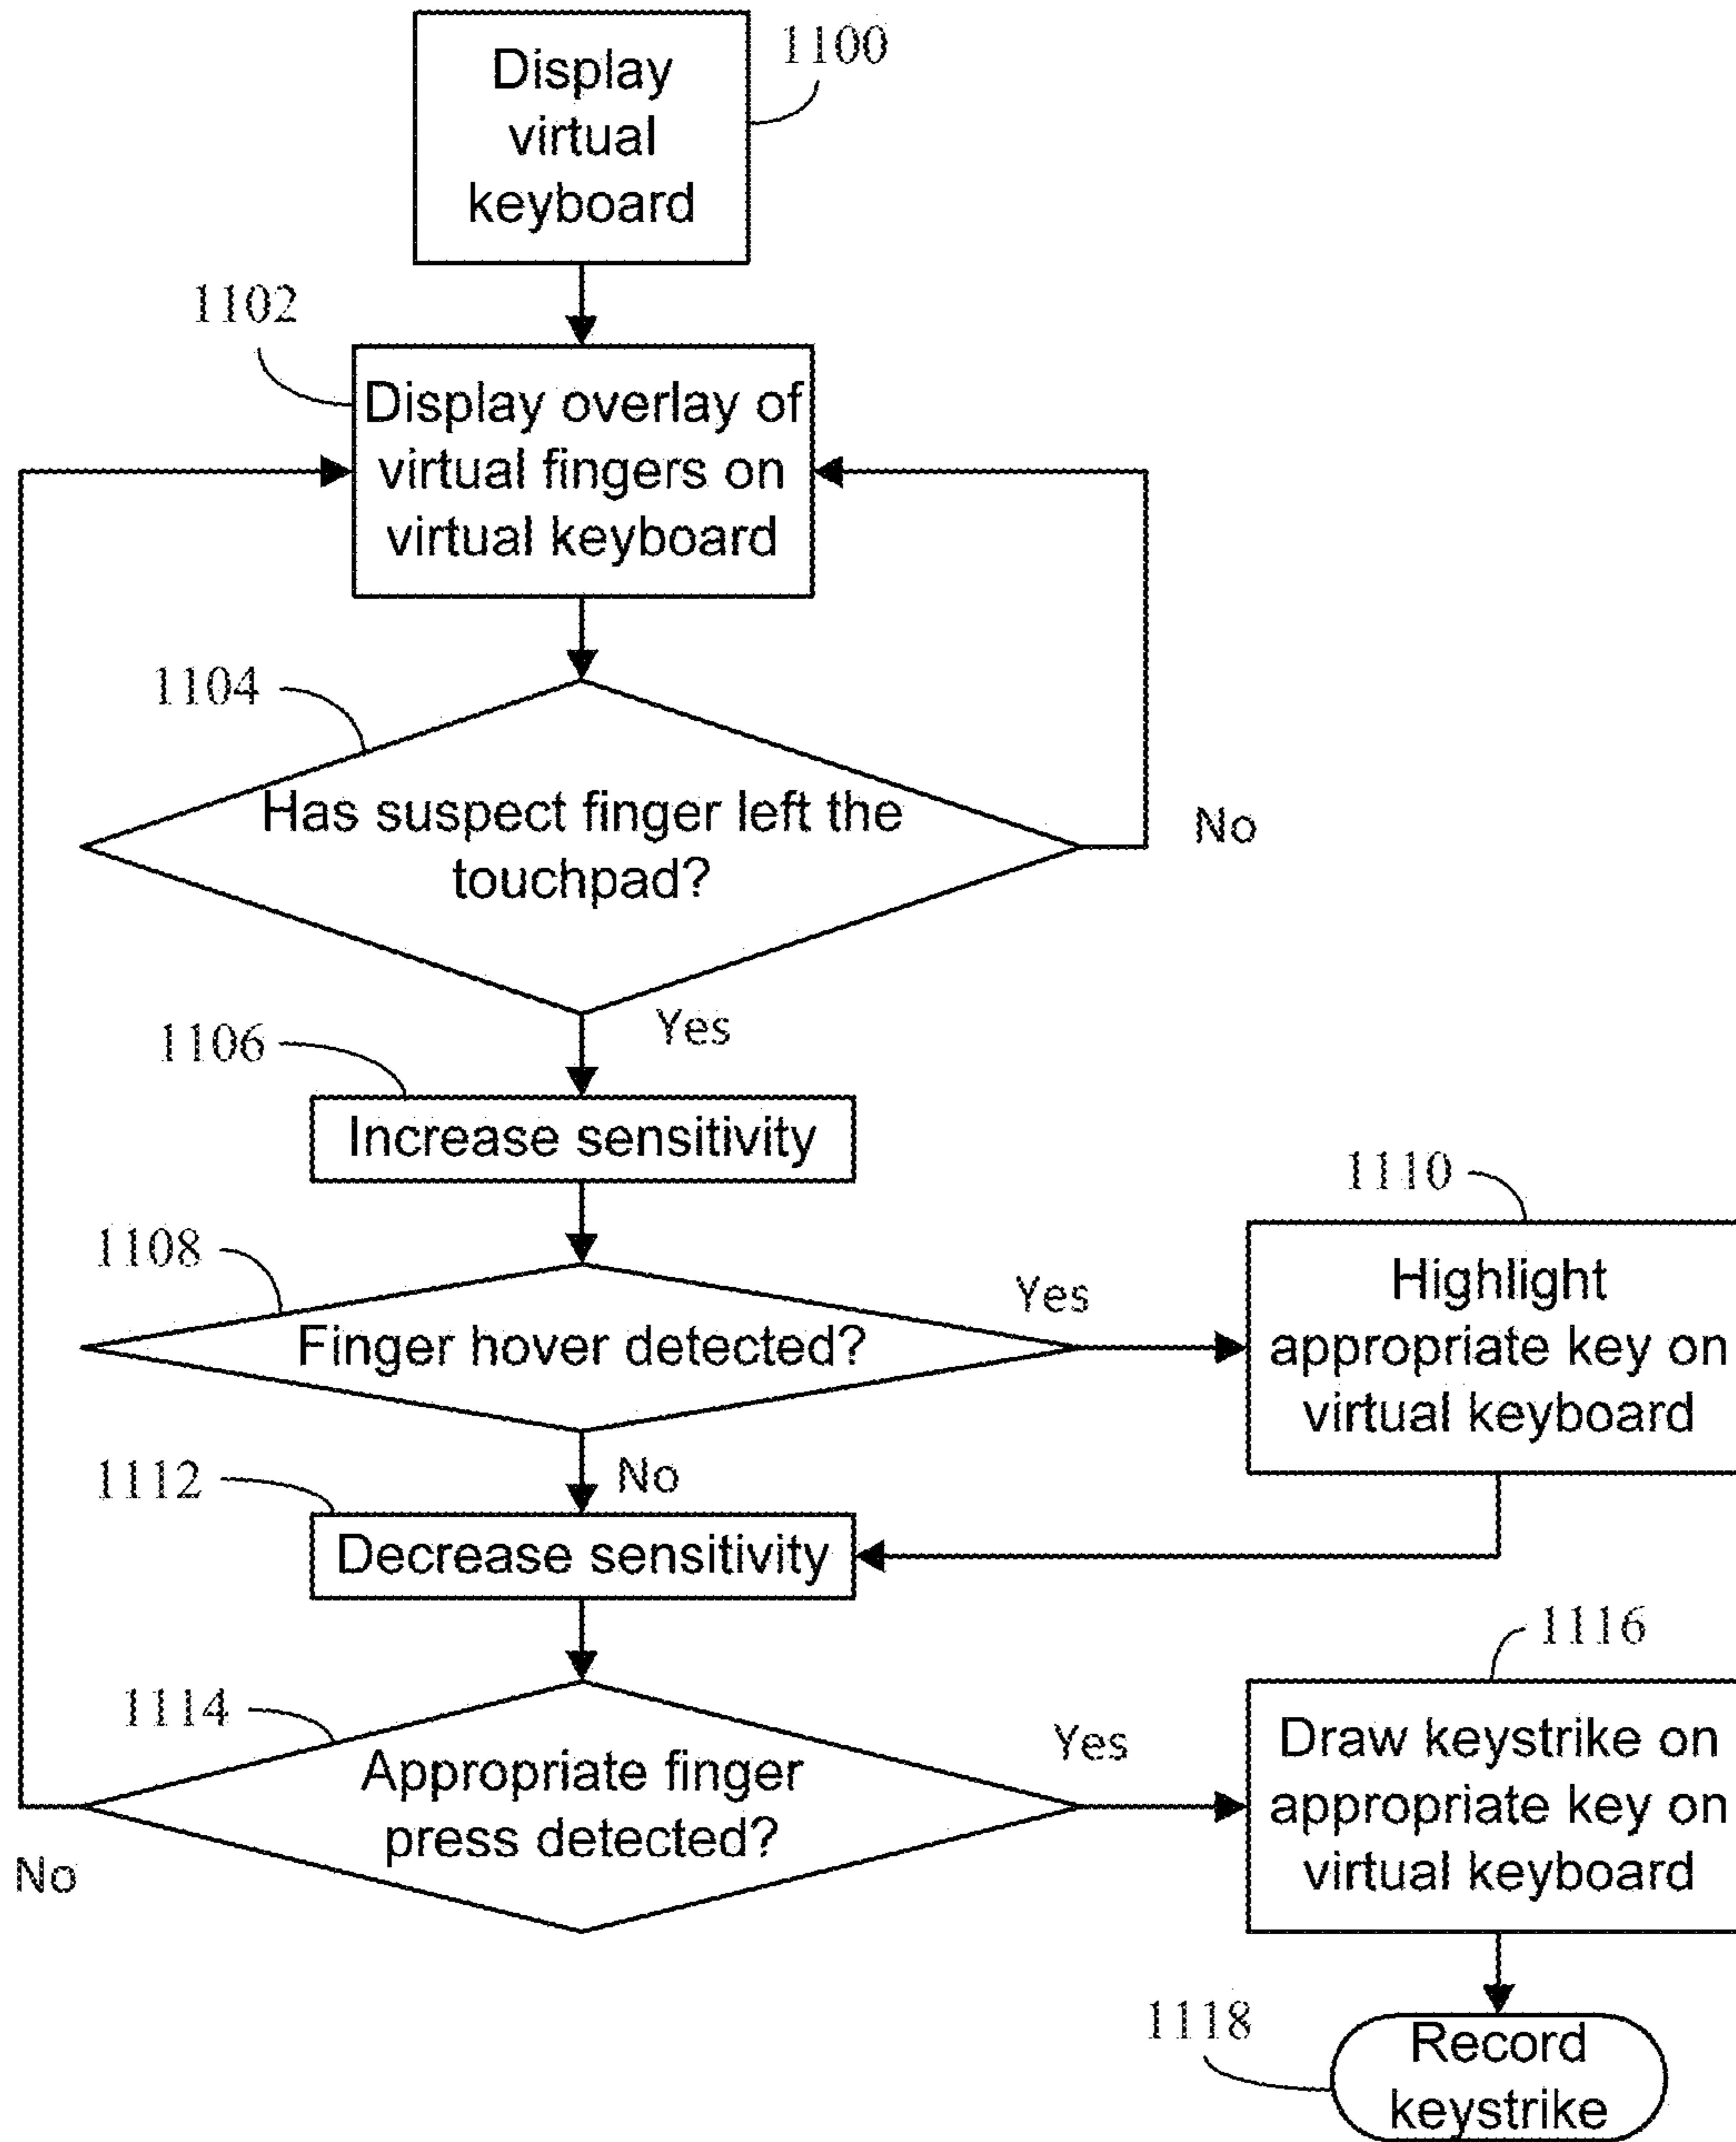 Display
virtual
keyboard
1100
1102
Display overlay of
virtual fingers on
virtual keyboard
1104
Has suspect finger left the
touchpad?
No
Yes
1106
Increase sensitivity
1108
Finger hover detected?
Yes
1110
Highlight
appropriate key on
virtual keyboard
No
1112
Decrease sensitivity
1114
Appropriate finger
press detected?
Yes
No
1116
Draw keystrike on
appropriate key on
virtual keyboard
1118
Record
keystrike